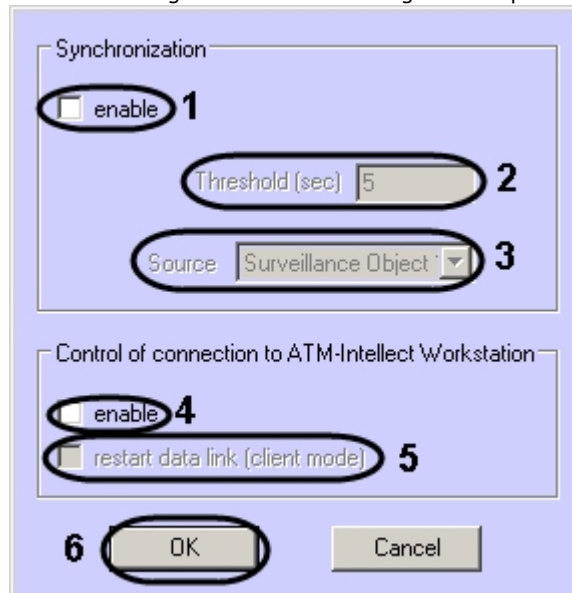 Synchronization
enable 1
Threshold (sec) 5 2
Source Surveillance Object 3
Control of connection to ATM-Intellect Workstation
enable 4
restart data link (client mode) 5
6 OK Cancel